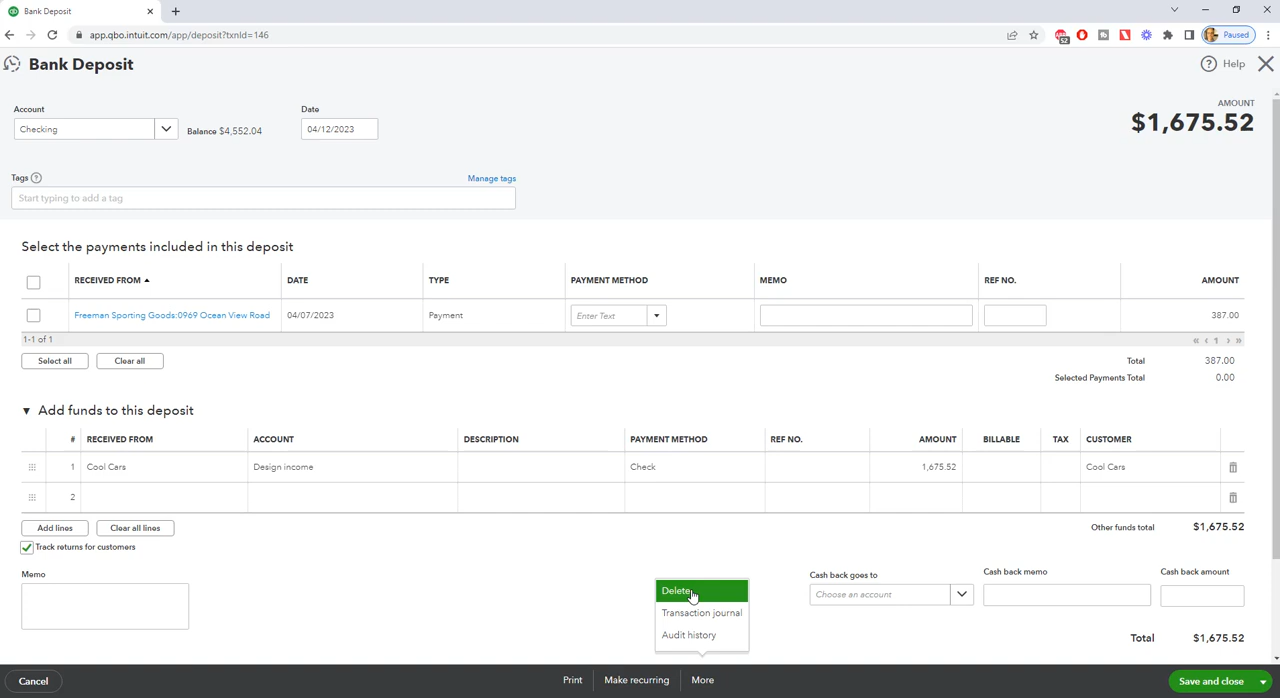 Bank Deposit
app.qbo.intuit.com/app/deposit?txnId=146
52
Paused
Bank Deposit
Help
Account
Checking
Balance $4,552.04
Date
04/12/2023
AMOUNT
$1,675.52
Tags ?
Manage tags
Start typing to add a tag
Select the payments included in this deposit
RECEIVED FROM DATE TYPE PAYMENT METHOD MEMO REF NO. AMOUNT
Freeman Sporting Goods:0969 Ocean View Road 04/07/2023 Payment Enter Text 387.00
1-1 of 1
« ‹ 1 › »
Select all Clear all
Total 387.00
Selected Payments Total 0.00
Add funds to this deposit
# RECEIVED FROM ACCOUNT DESCRIPTION PAYMENT METHOD REF NO. AMOUNT BILLABLE TAX CUSTOMER
1 Cool Cars Design income Check 1,675.52 Cool Cars
2
Add lines Clear all lines
Other funds total $1,675.52
Track returns for customers
Memo
Cash back goes to
Choose an account
Cash back memo
Cash back amount
Delete
Transaction journal
Audit history
Total $1,675.52
Cancel
Print Make recurring More
Save and close